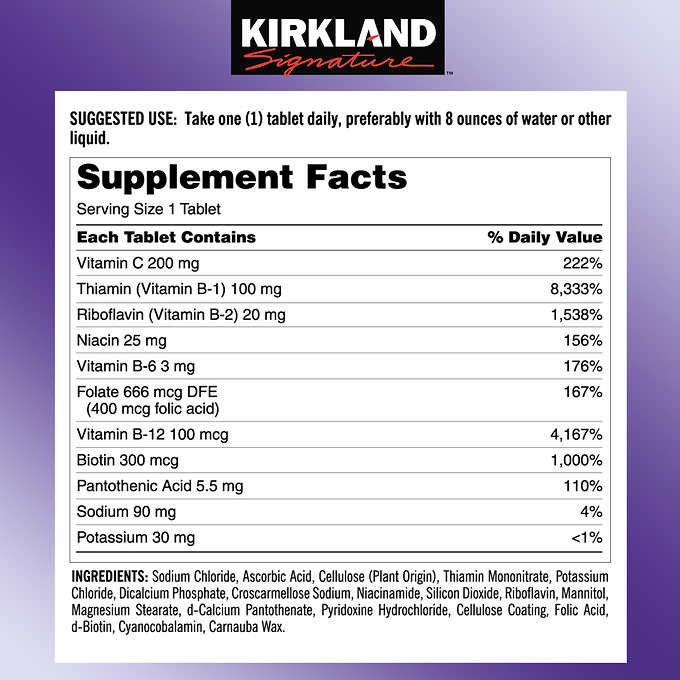 KIRKLAND
Signature™
SUGGESTED USE: Take one (1) tablet daily, preferably with 8 ounces of water or other
liquid.
Supplement Facts
Serving Size 1 Tablet
Each Tablet Contains % Daily Value
Vitamin C 200 mg 222%
Thiamin (Vitamin B-1) 100 mg 8,333%
Riboflavin (Vitamin B-2) 20 mg 1,538%
Niacin 25 mg 156%
Vitamin B-6 3 mg 176%
Folate 666 mcg DFE 167%
(400 mcg folic acid)
Vitamin B-12 100 mcg 4,167%
Biotin 300 mcg 1,000%
Pantothenic Acid 5.5 mg 110%
Sodium 90 mg 4%
Potassium 30 mg <1%
INGREDIENTS: Sodium Chloride, Ascorbic Acid, Cellulose (Plant Origin), Thiamin Mononitrate, Potassium
Chloride, Dicalcium Phosphate, Croscarmellose Sodium, Niacinamide, Silicon Dioxide, Riboflavin, Mannitol,
Magnesium Stearate, d-Calcium Pantothenate, Pyridoxine Hydrochloride, Cellulose Coating, Folic Acid,
d-Biotin, Cyanocobalamin, Carnauba Wax.